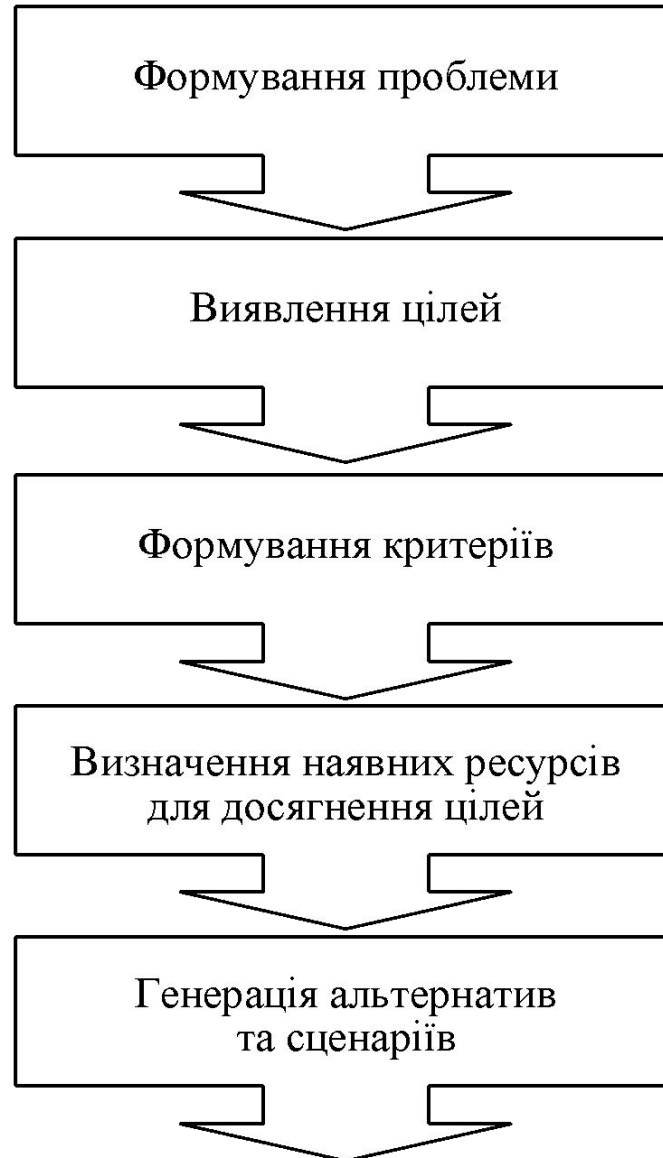 Формування проблеми
Виявлення цілей
Формування критеріїв
Визначення наявних ресурсів
для досягнення цілей
Генерація альтернатив
та сценаріїв